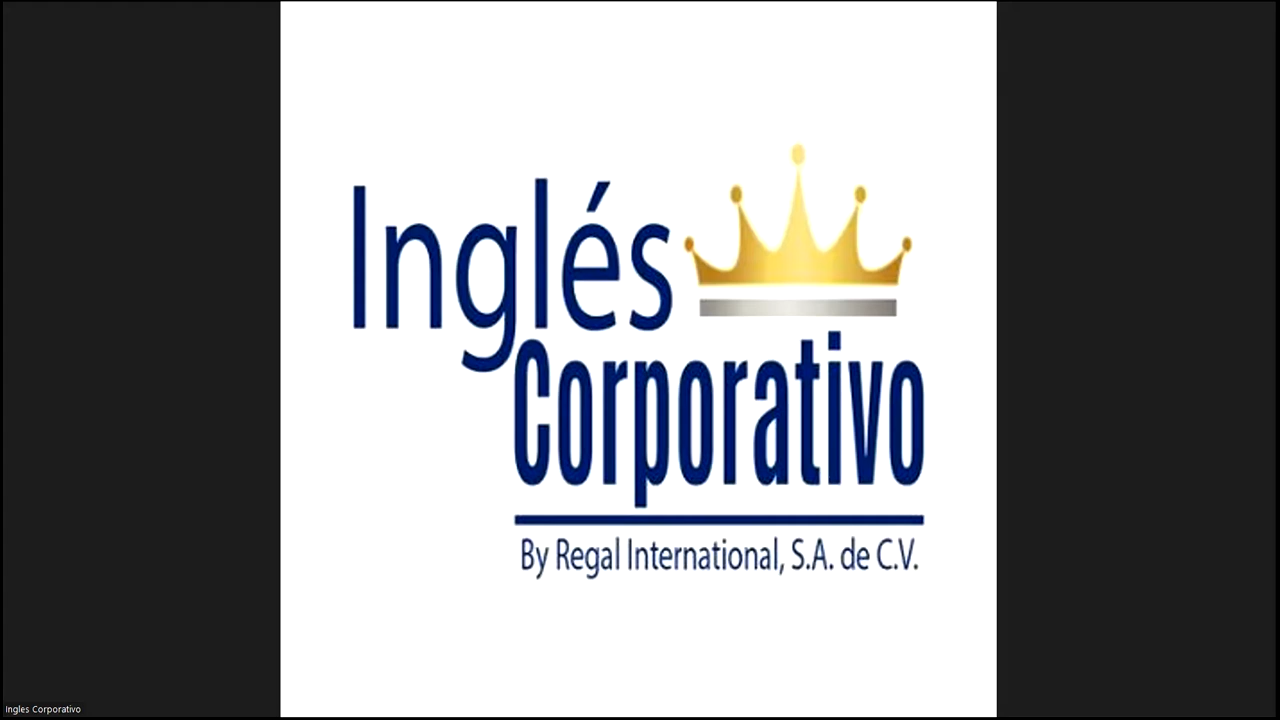 Inglés
Corporativo
By Regal International, S.A. de C.V.
Ingles Corporativo